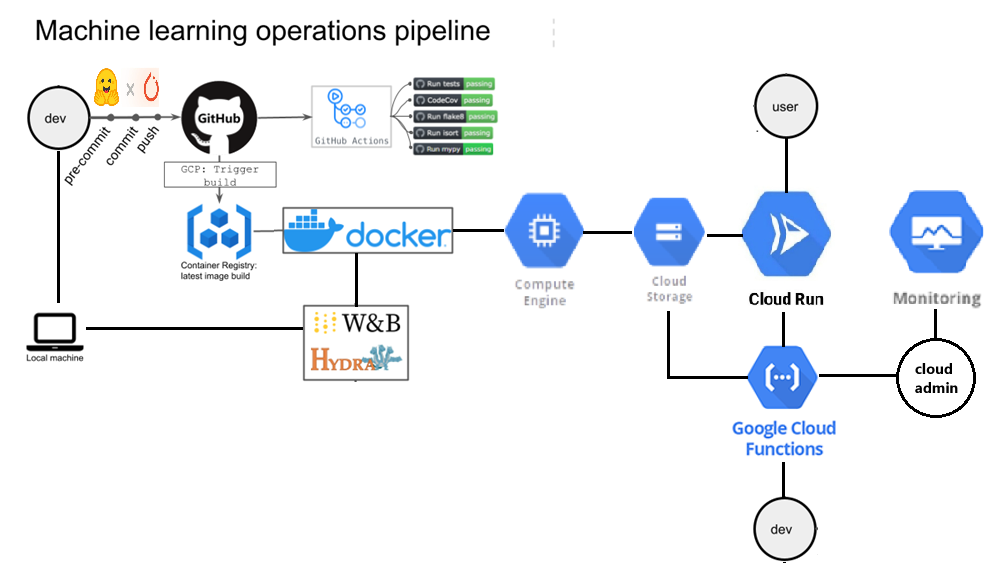 Machine learning operations pipeline
dev
pre-commit
commit
push
GitHub
GitHub Actions
Run tests passing
CodeCov passing
Run flake8 passing
Run isort passing
Run mypy passing
GCP: Trigger
build
Container Registry:
latest image build
docker
Compute
Engine
Cloud
Storage
user
Cloud Run
Monitoring
Local machine
W&B
HYDRA
cloud
admin
Google Cloud
Functions
dev